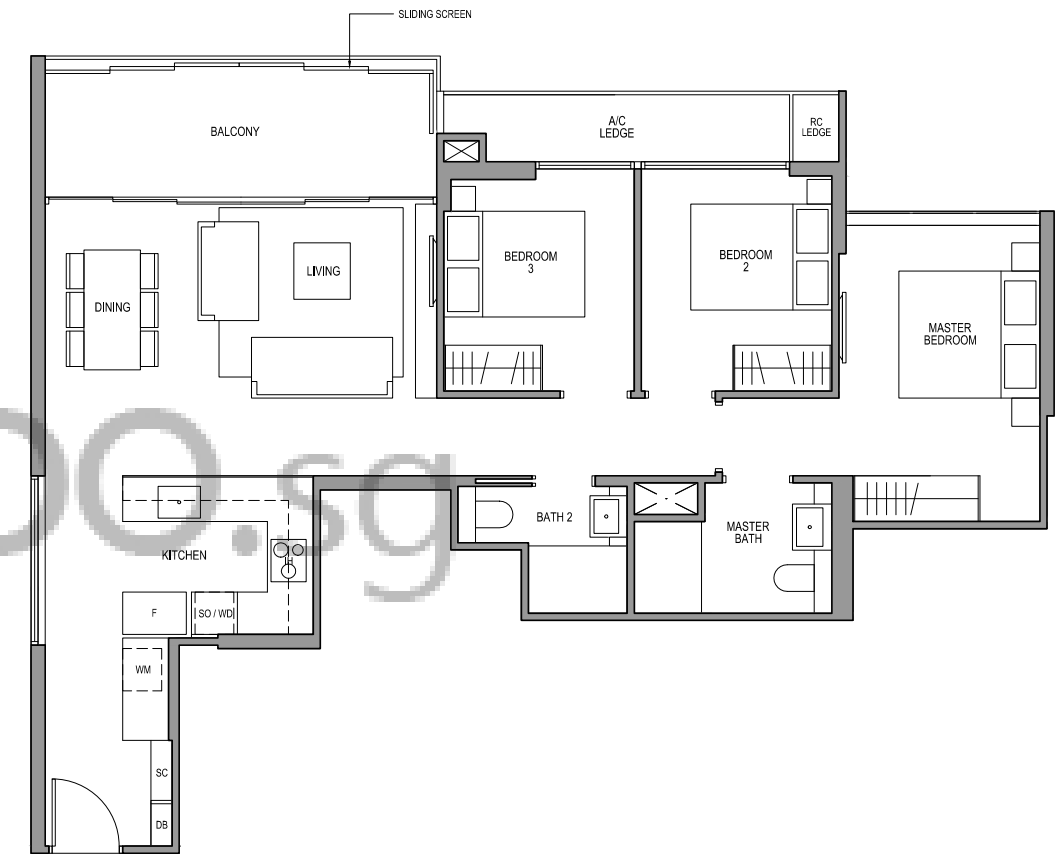 SLIDING SCREEN
BALCONY
A/C
LEDGE
RC
LEDGE
BEDROOM
3
BEDROOM
2
LIVING
DINING
MASTER
BEDROOM
.sg
BATH 2
MASTER
BATH
KITCHEN
F
SO / WD
WM
SC
DB